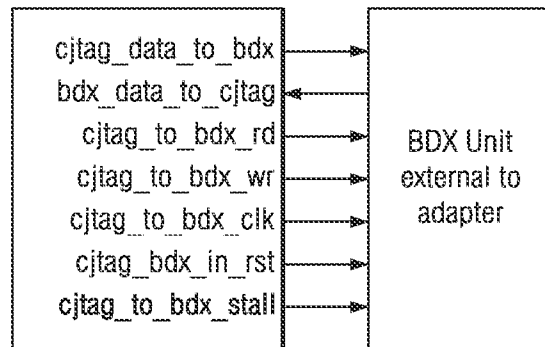 cjtag_data_to_bdx
bdx_data_to_cjtag
cjtag_to_bdx_rd
cjtag_to_bdx_wr
cjtag_to_bdx_clk
cjtag_bdx_in_rst
cjtag_to_bdx_stall
BDX Unit
external to
adapter